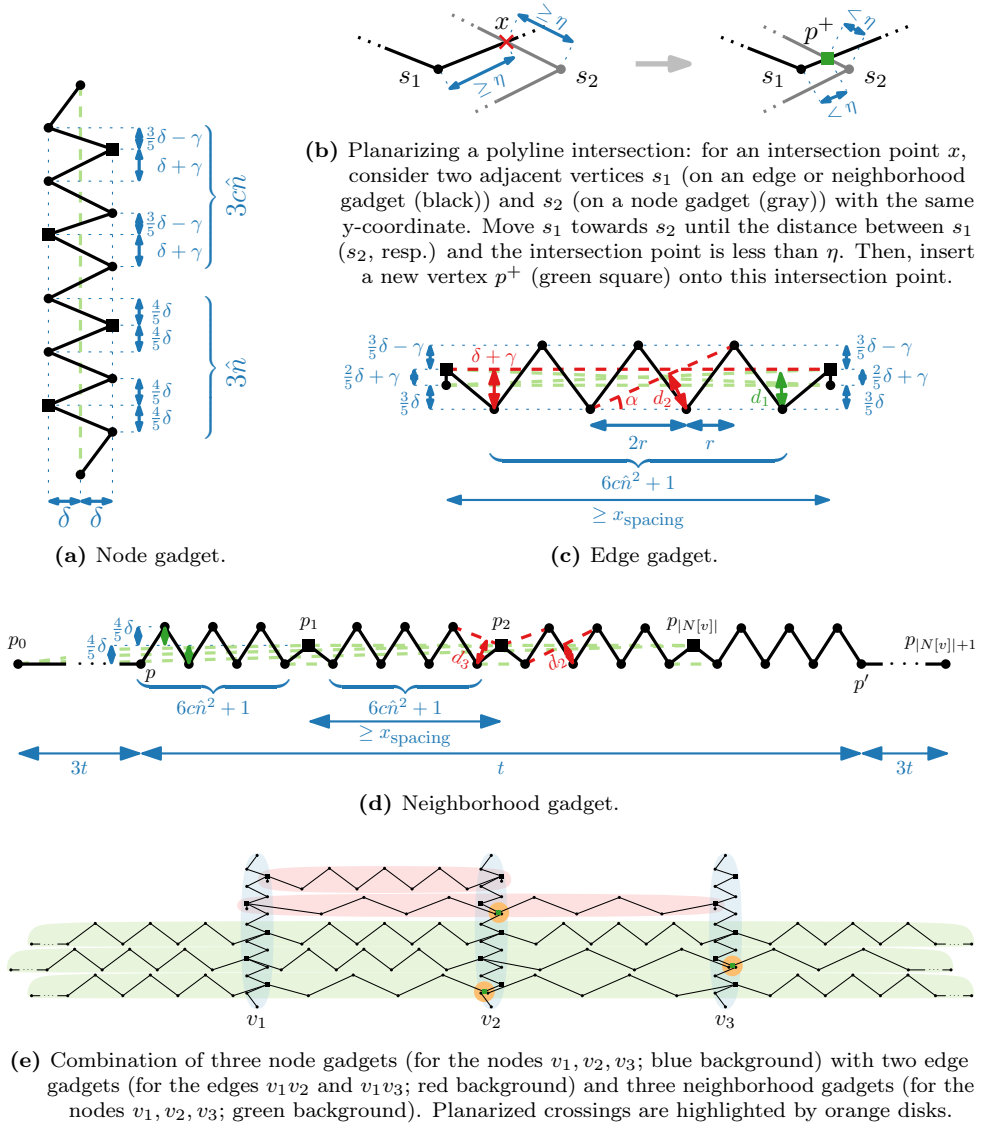 3/5δ − γ
δ + γ
3/5δ − γ
δ + γ
3cn̂
4/5δ
4/5δ
4/5δ
4/5δ
3n̂
δ δ
(a) Node gadget.
x
≥ η
≥ η
s₁
s₂
p⁺
< η
< η
s₁
s₂
(b) Planarizing a polyline intersection: for an intersection point x,
consider two adjacent vertices s₁ (on an edge or neighborhood
gadget (black)) and s₂ (on a node gadget (gray)) with the same
y-coordinate. Move s₁ towards s₂ until the distance between s₁
(s₂, resp.) and the intersection point is less than η. Then, insert
a new vertex p⁺ (green square) onto this intersection point.
3/5δ − γ
2/5δ + γ
3/5δ
δ + γ
α
d₂
d₁
3/5δ − γ
2/5δ + γ
3/5δ
2r
r
6cn̂² + 1
≥ x_spacing
(c) Edge gadget.
p₀
4/5δ
4/5δ
p
p₁
p₂
p_|N[v]|
p_|N[v]|+1
d₃
d₂
p′
6cn̂² + 1
6cn̂² + 1
≥ x_spacing
3t
t
3t
(d) Neighborhood gadget.
v₁
v₂
v₃
(e) Combination of three node gadgets (for the nodes v₁, v₂, v₃; blue background) with two edge
gadgets (for the edges v₁v₂ and v₁v₃; red background) and three neighborhood gadgets (for the
nodes v₁, v₂, v₃; green background). Planarized crossings are highlighted by orange disks.